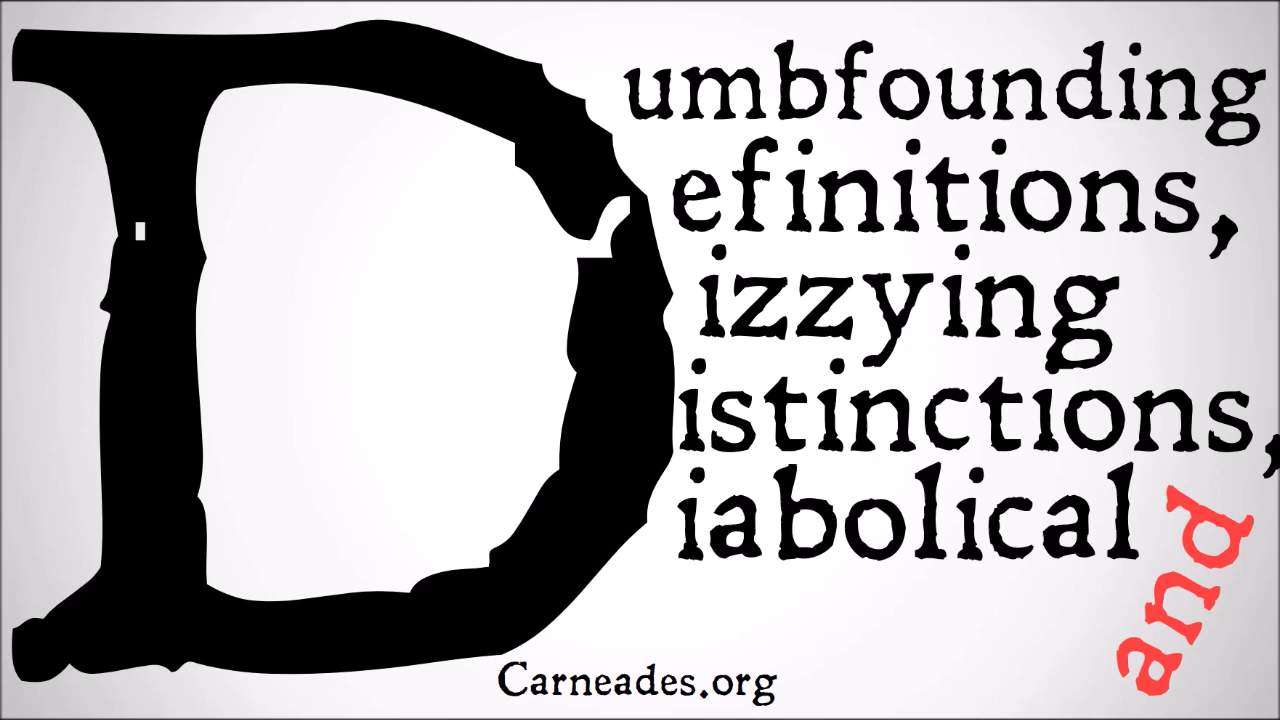 D
umbfounding
efinitions,
izzying
istinctions,
iabolical
and
Carneades.org